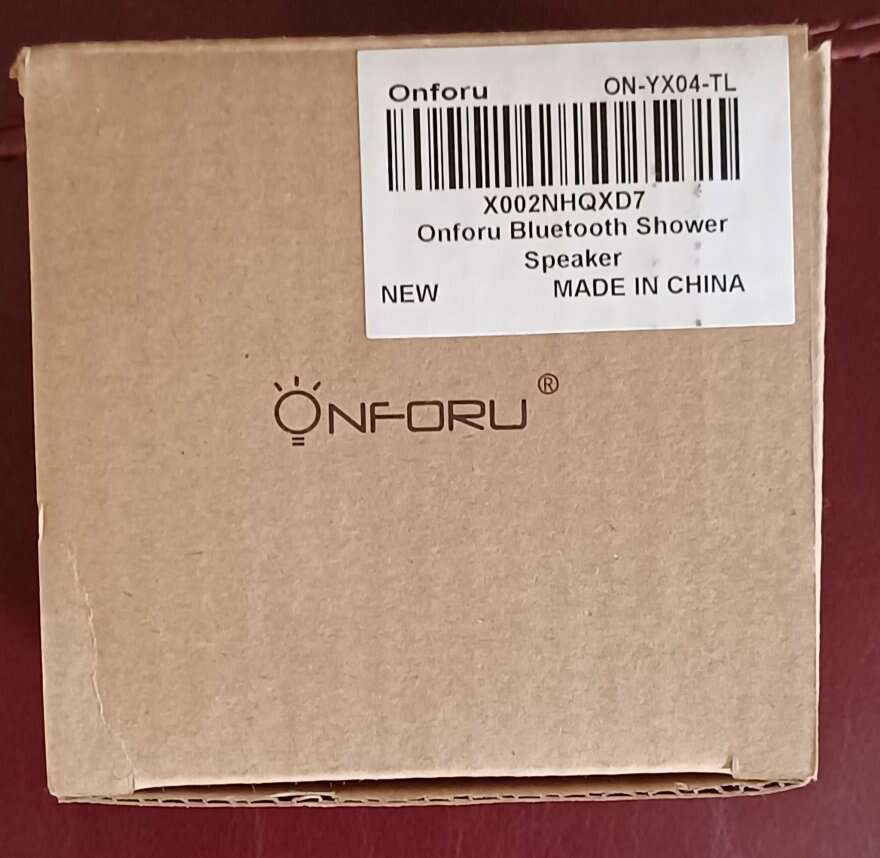 Onforu ON-YX04-TL
X002NHQXD7
Onforu Bluetooth Shower
Speaker
NEW MADE IN CHINA
ONFORU®